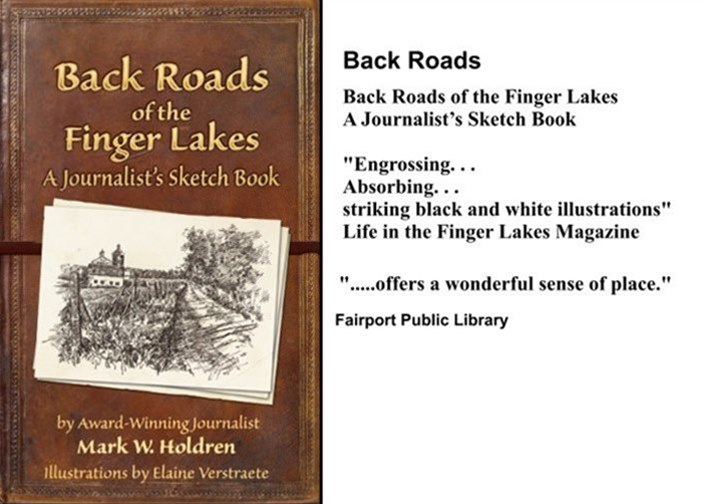 Back Roads
of the
Finger Lakes
A Journalist's Sketch Book
by Award-Winning Journalist
Mark W. Holdren
Illustrations by Elaine Verstraete
Back Roads
Back Roads of the Finger Lakes
A Journalist's Sketch Book
"Engrossing. . .
Absorbing. . .
striking black and white illustrations"
Life in the Finger Lakes Magazine
".....offers a wonderful sense of place."
Fairport Public Library